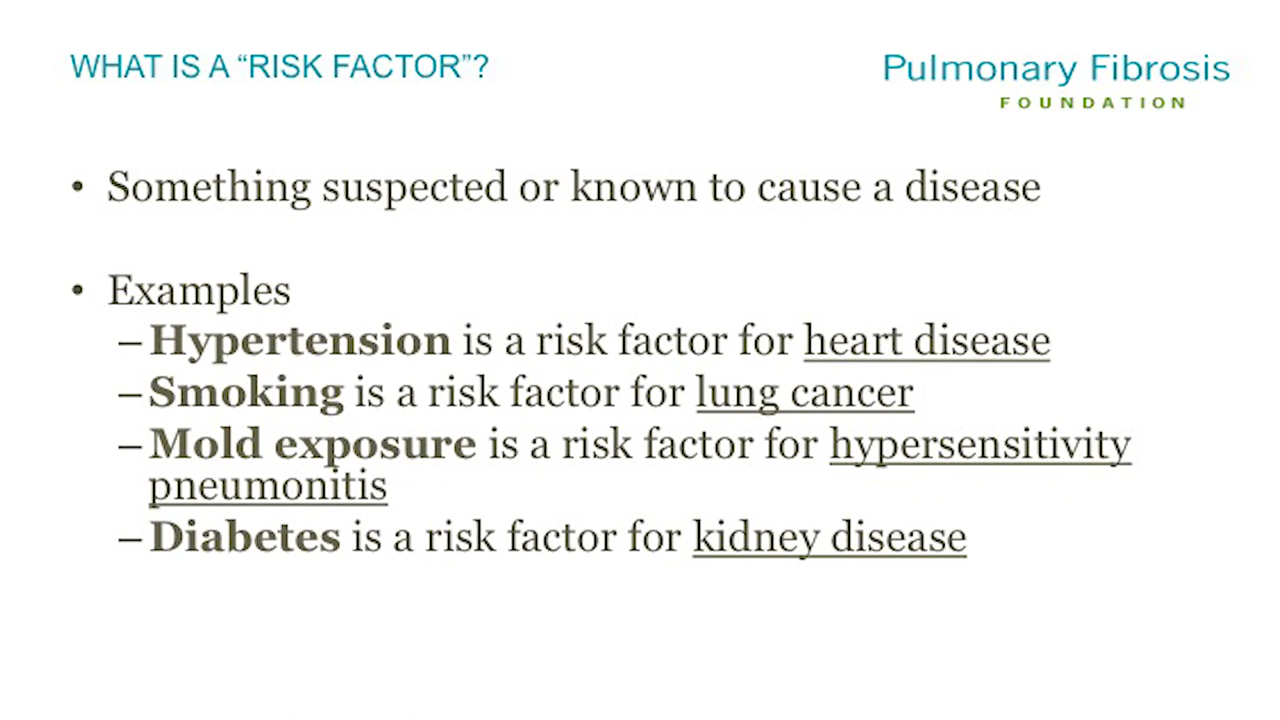 WHAT IS A “RISK FACTOR”?
Pulmonary Fibrosis
FOUNDATION
• Something suspected or known to cause a disease
• Examples
– Hypertension is a risk factor for heart disease
– Smoking is a risk factor for lung cancer
– Mold exposure is a risk factor for hypersensitivity
pneumonitis
– Diabetes is a risk factor for kidney disease